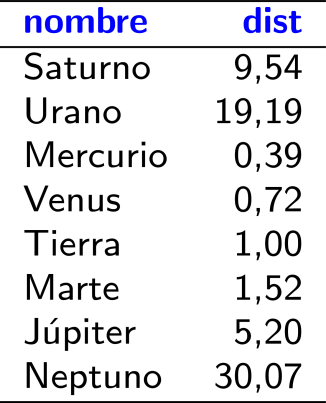 nombre dist
Saturno 9,54
Urano 19,19
Mercurio 0,39
Venus 0,72
Tierra 1,00
Marte 1,52
Júpiter 5,20
Neptuno 30,07